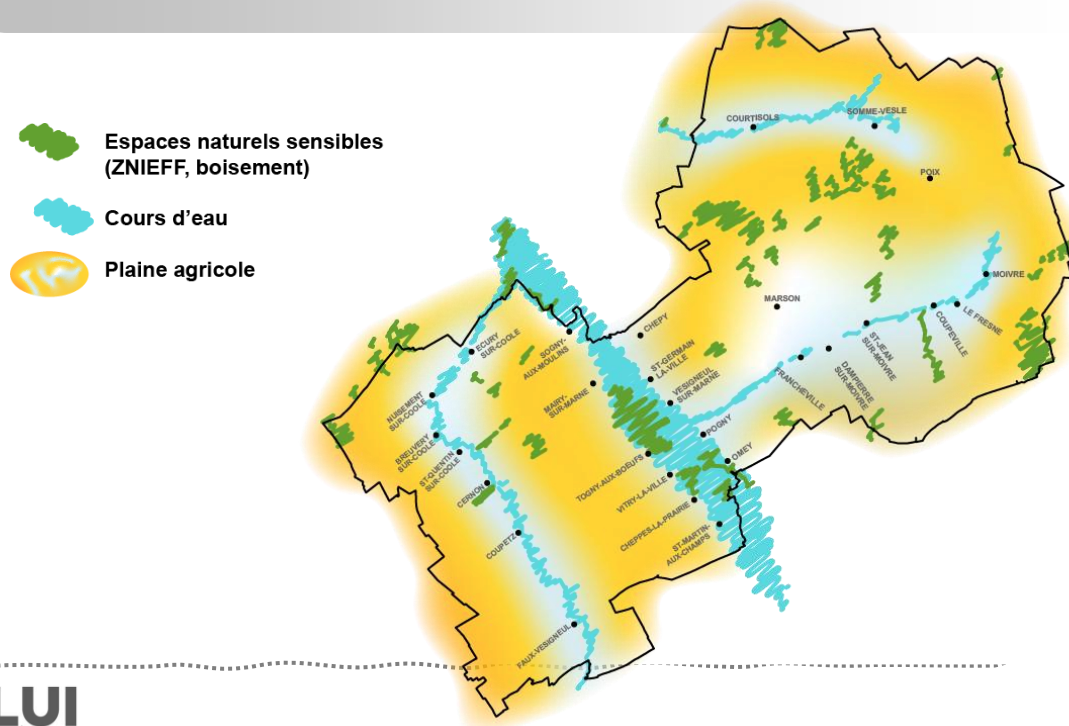 Espaces naturels sensibles
(ZNIEFF, boisement)
Cours d'eau
Plaine agricole
COURTISOLS
SOMME-VESLE
POIX
MOIVRE
MARSON
LE FRESNE
COUPEVILLE
ST-JEAN
SUR-MOIVRE
DAMPIERRE
SUR-MOIVRE
FRANCHEVILLE
CHEPY
ST-GERMAIN
LA-VILLE
VESIGNEUL
SUR-MARNE
POGNY
OMEY
ECURY
SUR-COOLE
SOGNY-
AUX-MOULINS
MAIRY-
SUR-MARNE
NUISEMENT
SUR-COOLE
BREUVERY
SUR-COOLE
ST-QUENTIN
SUR-COOLE
CERNON
COUPETZ
FAUX-VESIGNEUL
TOGNY-AUX-BOEUFS
VITRY-LA-VILLE
CHEPPES-LA-PRAIRIE
ST-MARTIN-
AUX-CHAMPS
LUI